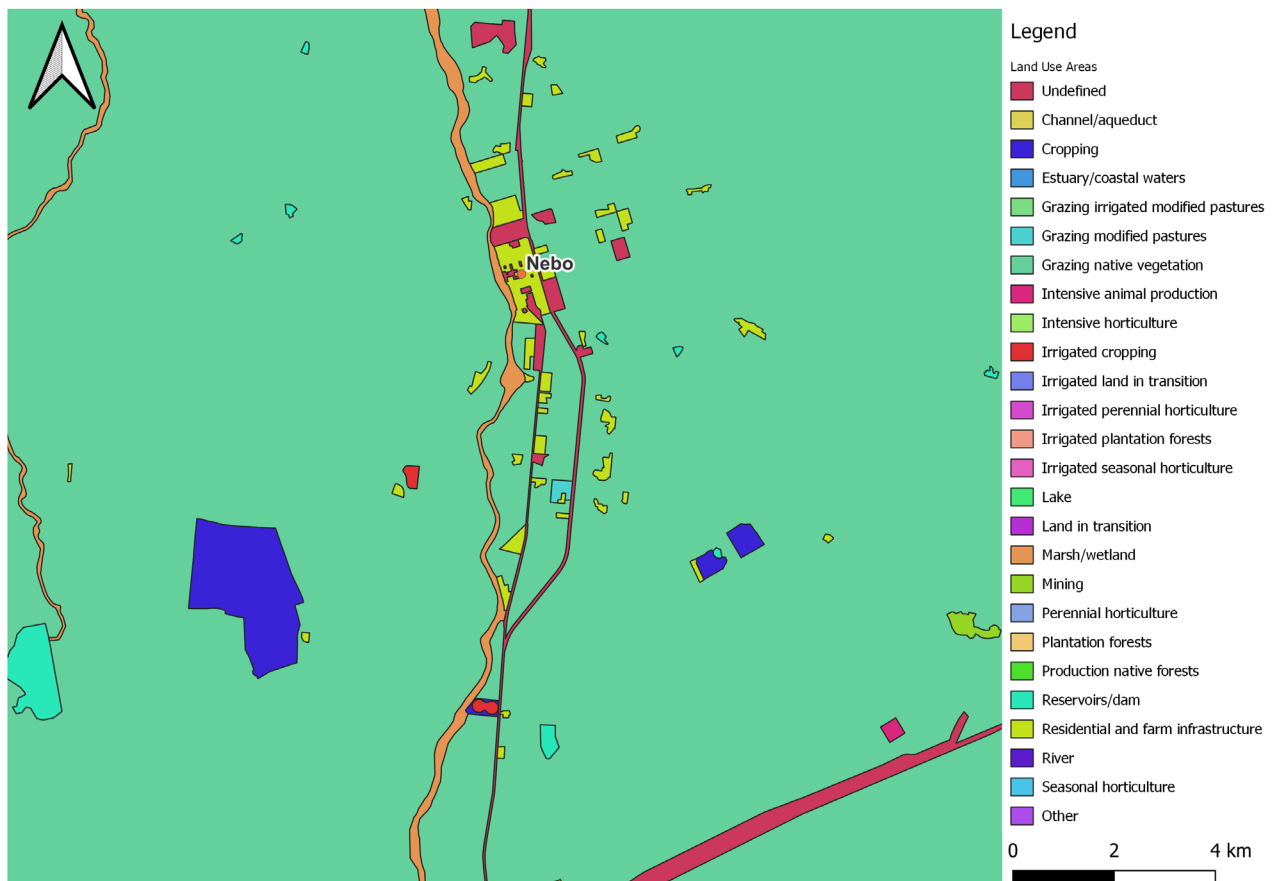 Nebo
Legend
Land Use Areas
Undefined
Channel/aqueduct
Cropping
Estuary/coastal waters
Grazing irrigated modified pastures
Grazing modified pastures
Grazing native vegetation
Intensive animal production
Intensive horticulture
Irrigated cropping
Irrigated land in transition
Irrigated perennial horticulture
Irrigated plantation forests
Irrigated seasonal horticulture
Lake
Land in transition
Marsh/wetland
Mining
Perennial horticulture
Plantation forests
Production native forests
Reservoirs/dam
Residential and farm infrastructure
River
Seasonal horticulture
Other
0 2 4 km